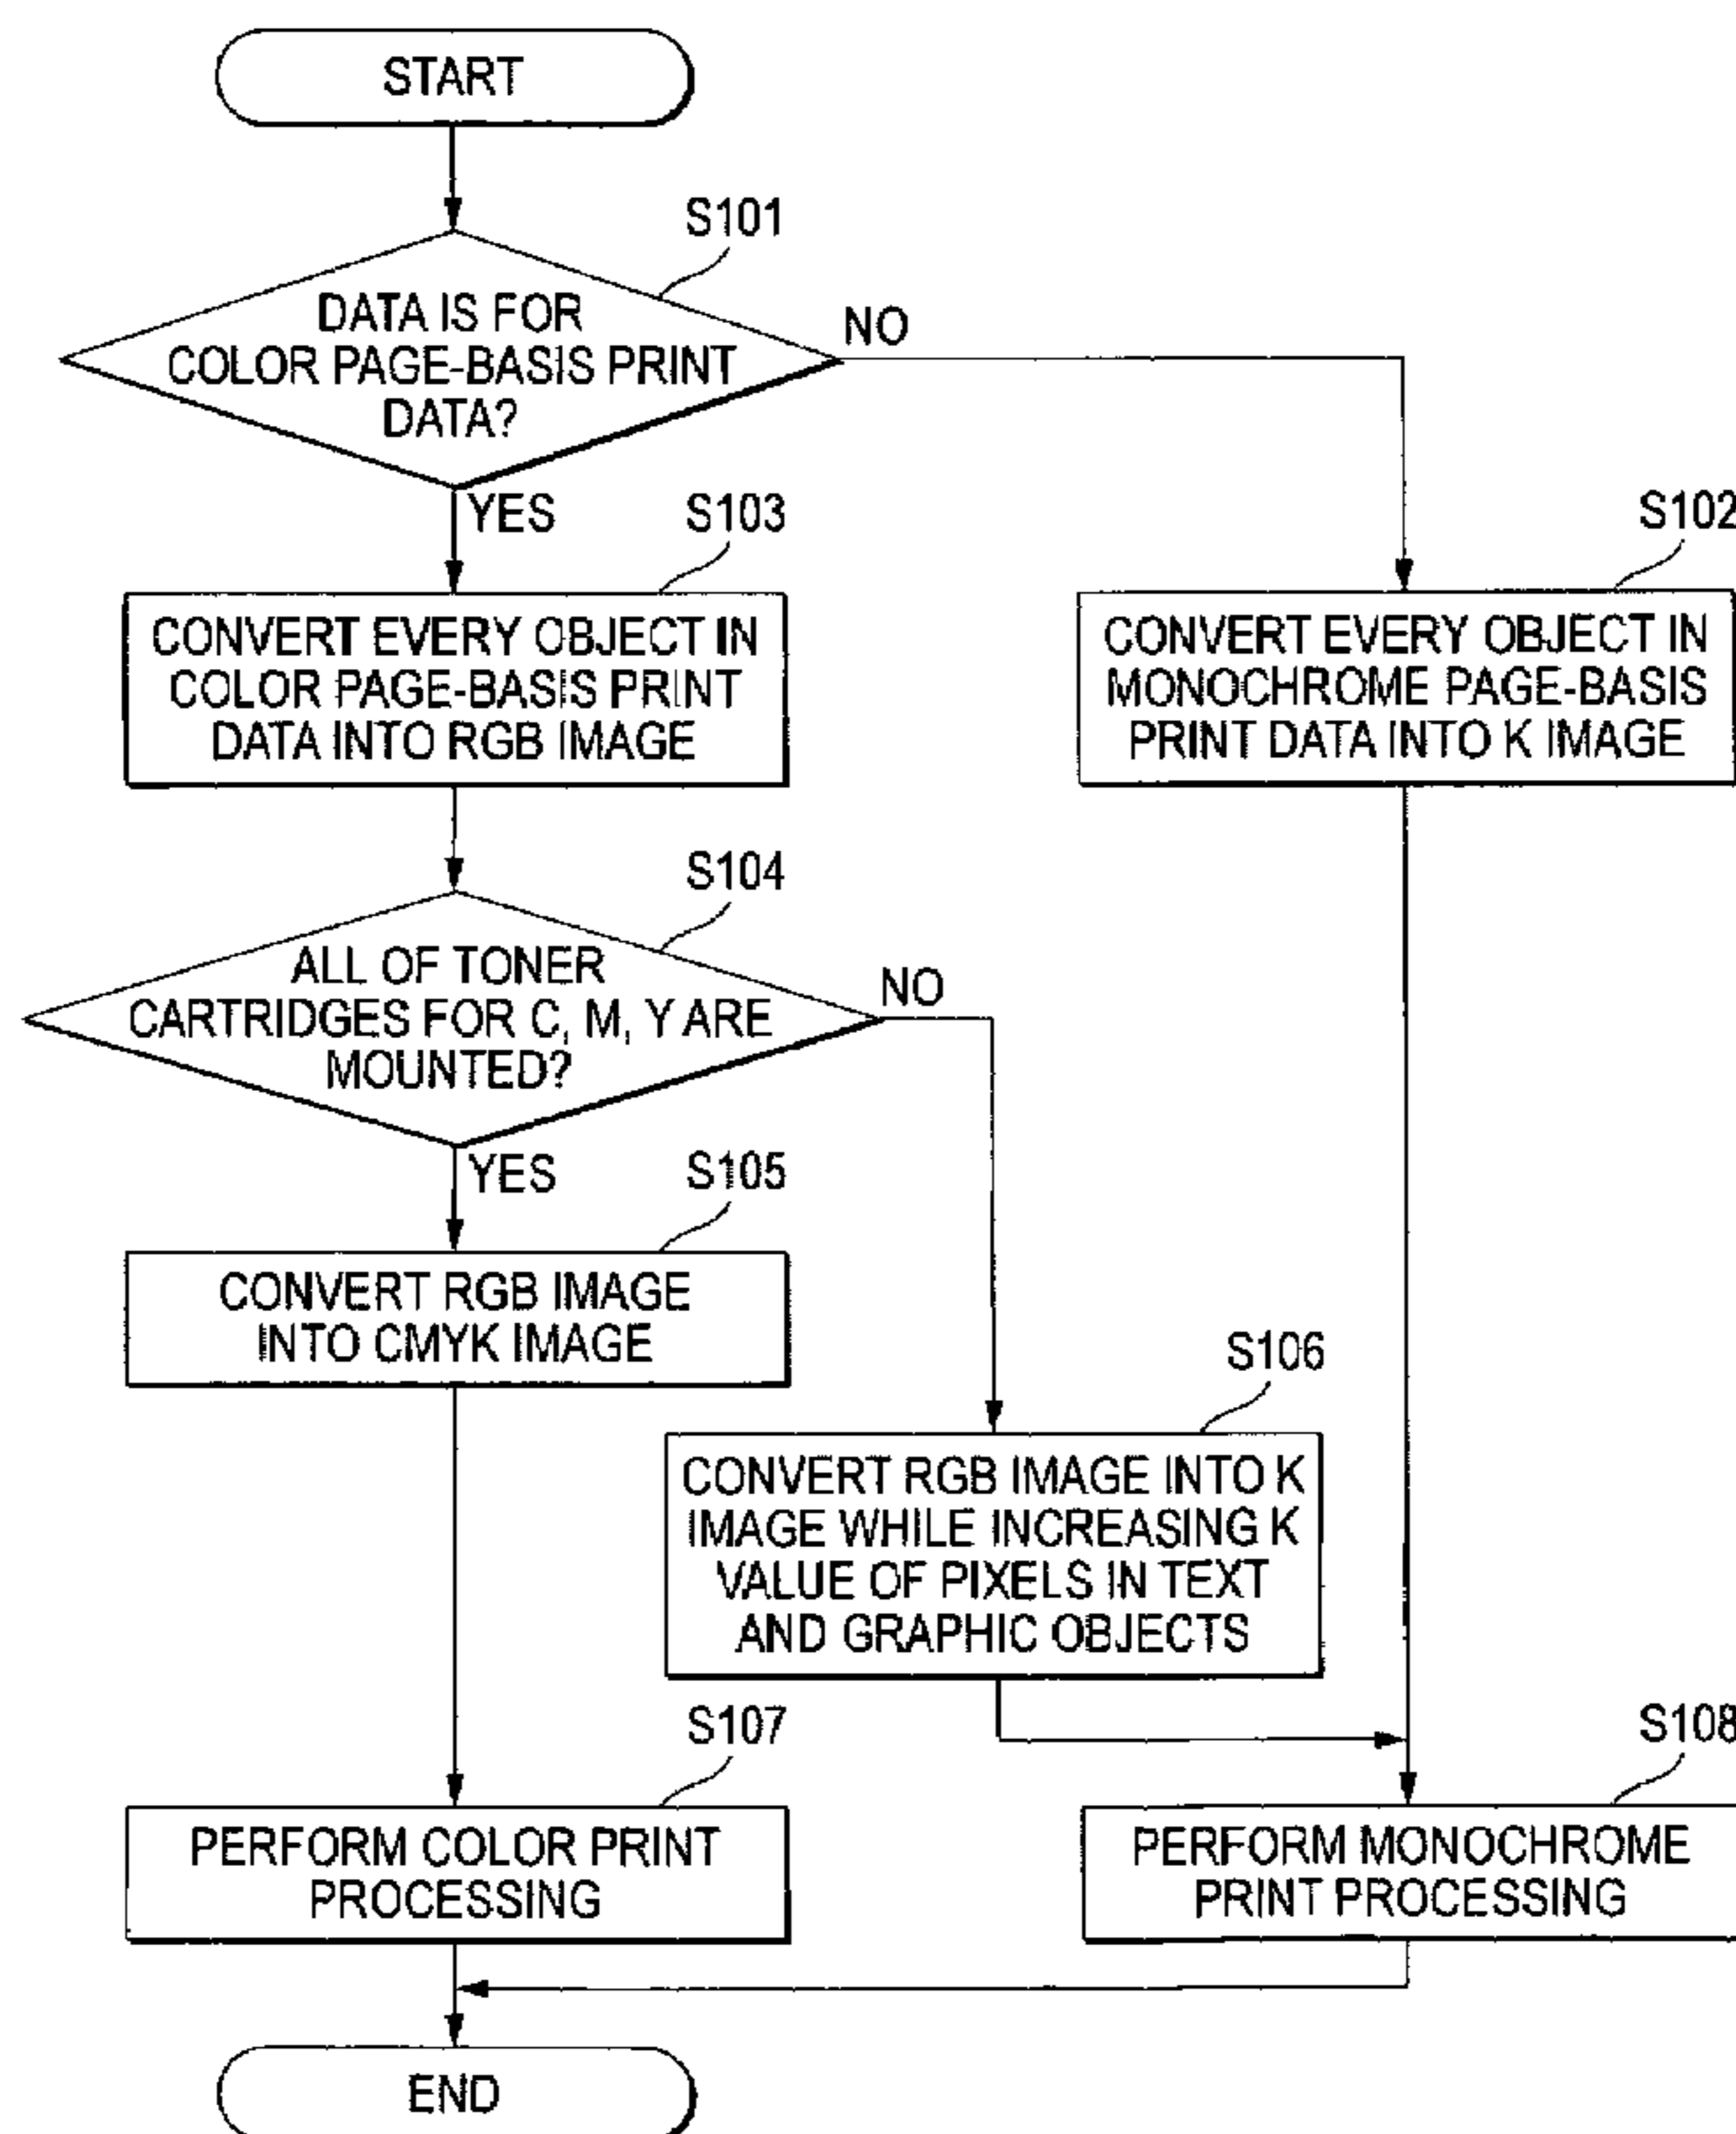 START
S101
DATA IS FOR
COLOR PAGE-BASIS PRINT
DATA?
NO
YES
S103
S102
CONVERT EVERY OBJECT IN
COLOR PAGE-BASIS PRINT
DATA INTO RGB IMAGE
CONVERT EVERY OBJECT IN
MONOCHROME PAGE-BASIS
PRINT DATA INTO K IMAGE
S104
ALL OF TONER
CARTRIDGES FOR C, M, Y ARE
MOUNTED?
NO
YES
S105
CONVERT RGB IMAGE
INTO CMYK IMAGE
S106
CONVERT RGB IMAGE INTO K
IMAGE WHILE INCREASING K
VALUE OF PIXELS IN TEXT
AND GRAPHIC OBJECTS
S107
S108
PERFORM COLOR PRINT
PROCESSING
PERFORM MONOCHROME
PRINT PROCESSING
END